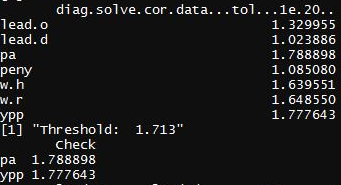 diag.solve.cor.data...tol...1e.20..
lead.o 1.329955
lead.d 1.023886
pa 1.788898
peny 1.085080
w.h 1.639551
w.r 1.648550
ypp 1.777643
[1] "Threshold:  1.713"
Check
pa 1.788898
ypp 1.777643